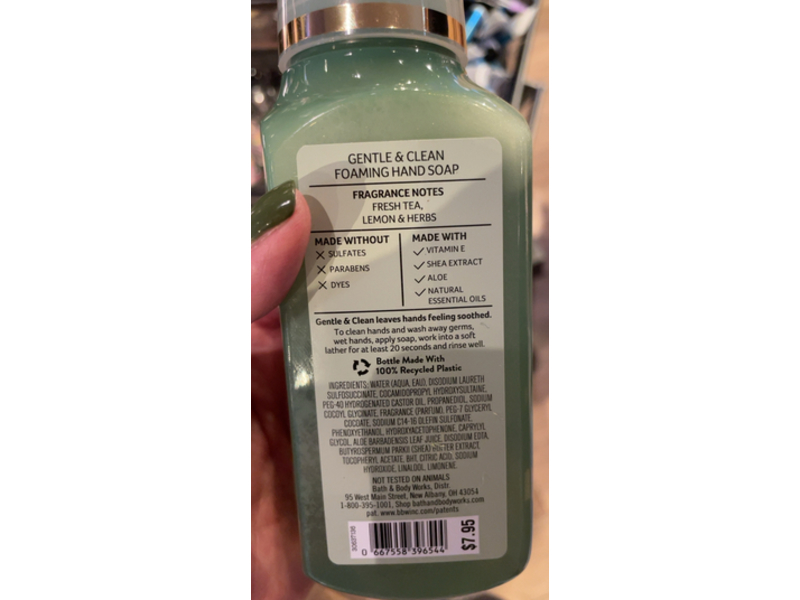 GENTLE & CLEAN
FOAMING HAND SOAP
FRAGRANCE NOTES
FRESH TEA,
LEMON & HERBS
MADE WITHOUT
SULFATES
PARABENS
DYES
MADE WITH
VITAMIN E
SHEA EXTRACT
ALOE
NATURAL
ESSENTIAL OILS
Gentle & Clean leaves hands feeling soothed.
To clean hands and wash away germs,
wet hands, apply soap, work into a soft
lather for at least 20 seconds and rinse well.
Bottle Made With
100% Recycled Plastic
INGREDIENTS: WATER (AQUA, EAU), DISODIUM LAURETH
SULFOSUCCINATE, COCAMIDOPROPYL HYDROXYSULTAINE,
PEG-40 HYDROGENATED CASTOR OIL, PROPANEDIOL, SODIUM
COCOYL GLYCINATE, FRAGRANCE (PARFUM), PEG-7 GLYCERYL
COCOATE, SODIUM C14-16 OLEFIN SULFONATE,
PHENOXYETHANOL, HYDROXYACETOPHENONE, CAPRYLYL
GLYCOL, ALOE BARBADENSIS LEAF JUICE, DISODIUM EDTA,
BUTYROSPERMUM PARKII (SHEA) BUTTER EXTRACT,
TOCOPHERYL ACETATE, BHT, CITRIC ACID, SODIUM
HYDROXIDE, LINALOOL, LIMONENE.
NOT TESTED ON ANIMALS
Bath & Body Works, Distr.
95 West Main Street, New Albany, OH 43054
1-800-395-1001, Shop bathandbodyworks.com
pat. www.bbwinc.com/patents
0 667558 396544
$7.95